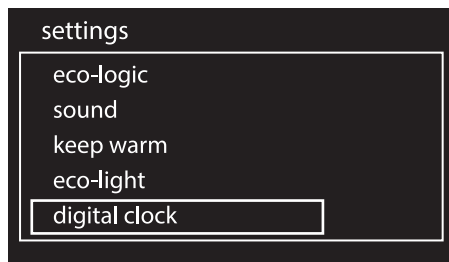 settings
eco-logic
sound
keep warm
eco-light
digital clock